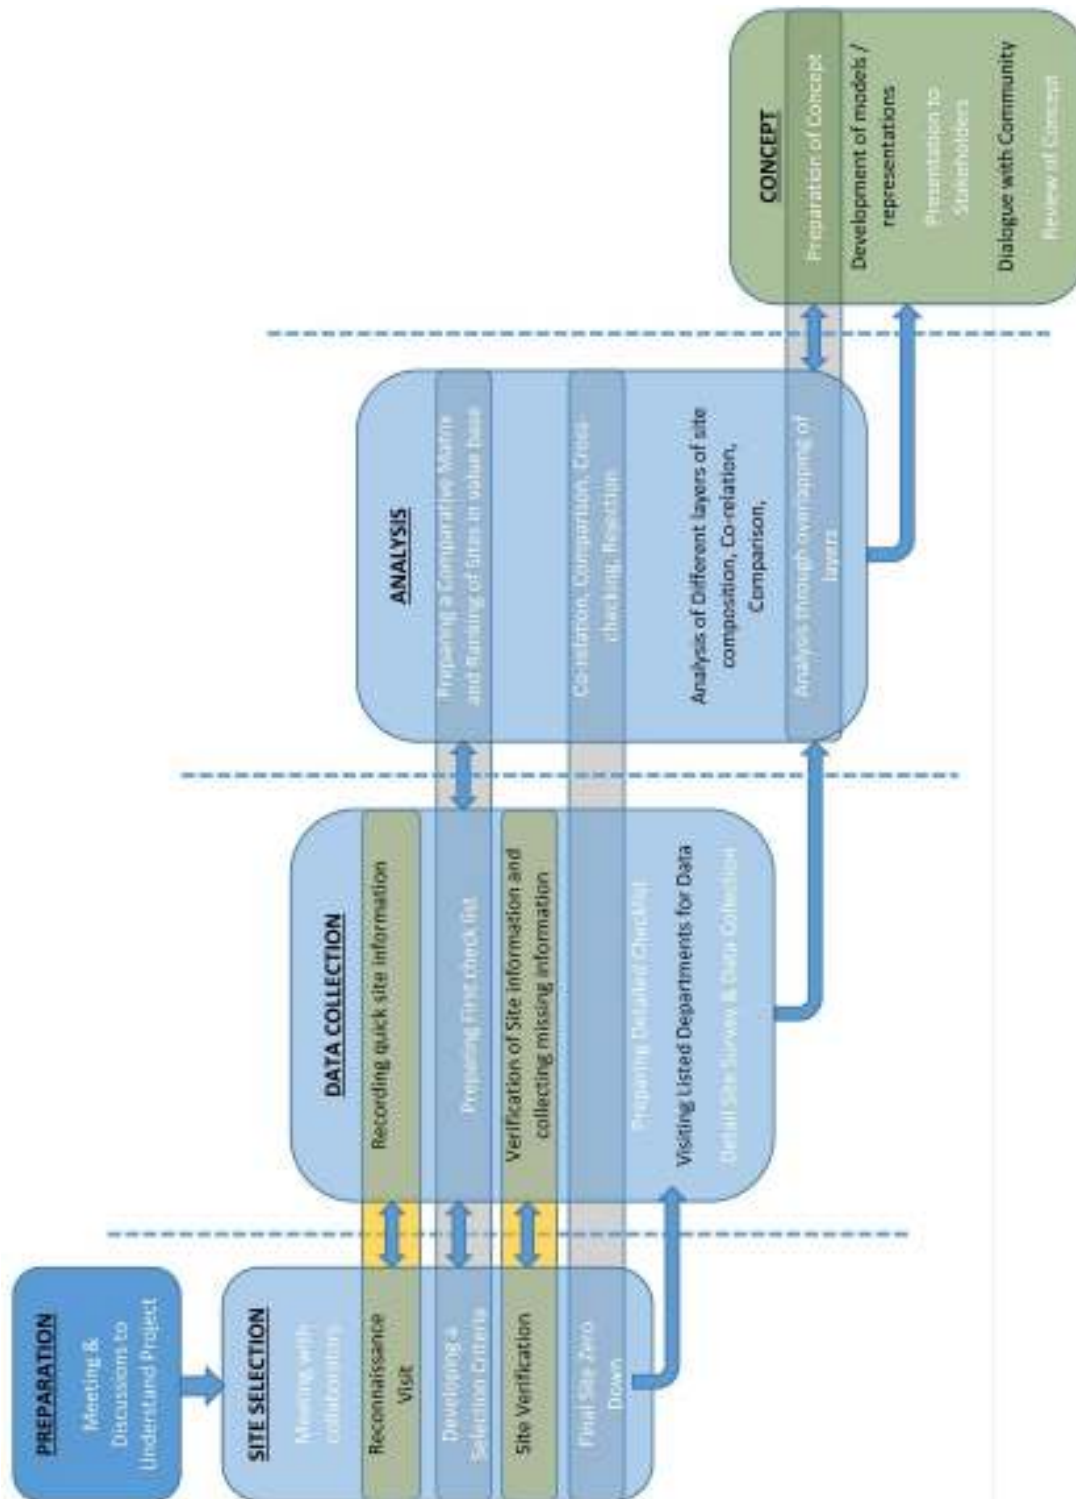 PREPARATION
Meeting &
Discussions to
Understand Project
SITE SELECTION
Meeting with
collaborators
Reconnaissance
Visit
Developing a
Selection Criteria
Site Verification
Final Site Zero
Down
DATA COLLECTION
Recording quick site information
Preparing First check list
Verification of Site information and
collecting missing information
Preparing Detailed Checklist
Visiting Listed Departments for Data
Detail Site Survey & Data Collection
ANALYSIS
Preparing a Comparative Matrix
and Ranking of Sites in value base
Co-relation, Comparison, Cross-
checking, Rejection
Analysis of Different layers of site
composition, Co-relation,
Comparison,
Analysis through overlapping of
layers
CONCEPT
Preparation of Concept
Development of models /
representations
Presentation to
Stakeholders
Dialogue with Community
Review of Concept